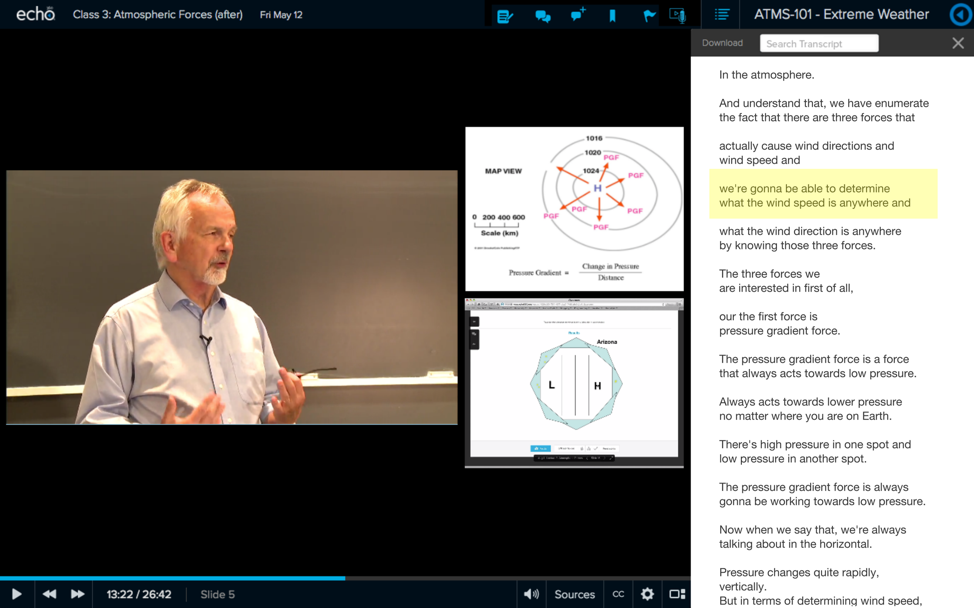 echo
Class 3: Atmospheric Forces (after)
Fri May 12
ATMS-101 - Extreme Weather
Download
Search Transcript
1016
1020
PGF
MAP VIEW
1024
PGF
H
0 200 400 600
PGF
PGF
PGF
Scale (km)
PGF
Pressure Gradient = Change in Pressure
Distance
Arizona
L
H
In the atmosphere.
And understand that, we have enumerate
the fact that there are three forces that
actually cause wind directions and
wind speed and
we're gonna be able to determine
what the wind speed is anywhere and
what the wind direction is anywhere
by knowing those three forces.
The three forces we
are interested in first of all,
our the first force is
pressure gradient force.
The pressure gradient force is a force
that always acts towards low pressure.
Always acts towards lower pressure
no matter where you are on Earth.
There's high pressure in one spot and
low pressure in another spot.
The pressure gradient force is always
gonna be working towards low pressure.
Now when we say that, we're always
talking about in the horizontal.
Pressure changes quite rapidly,
vertically.
But in terms of determining wind speed,
13:22 / 26:42
Slide 5
Sources
CC